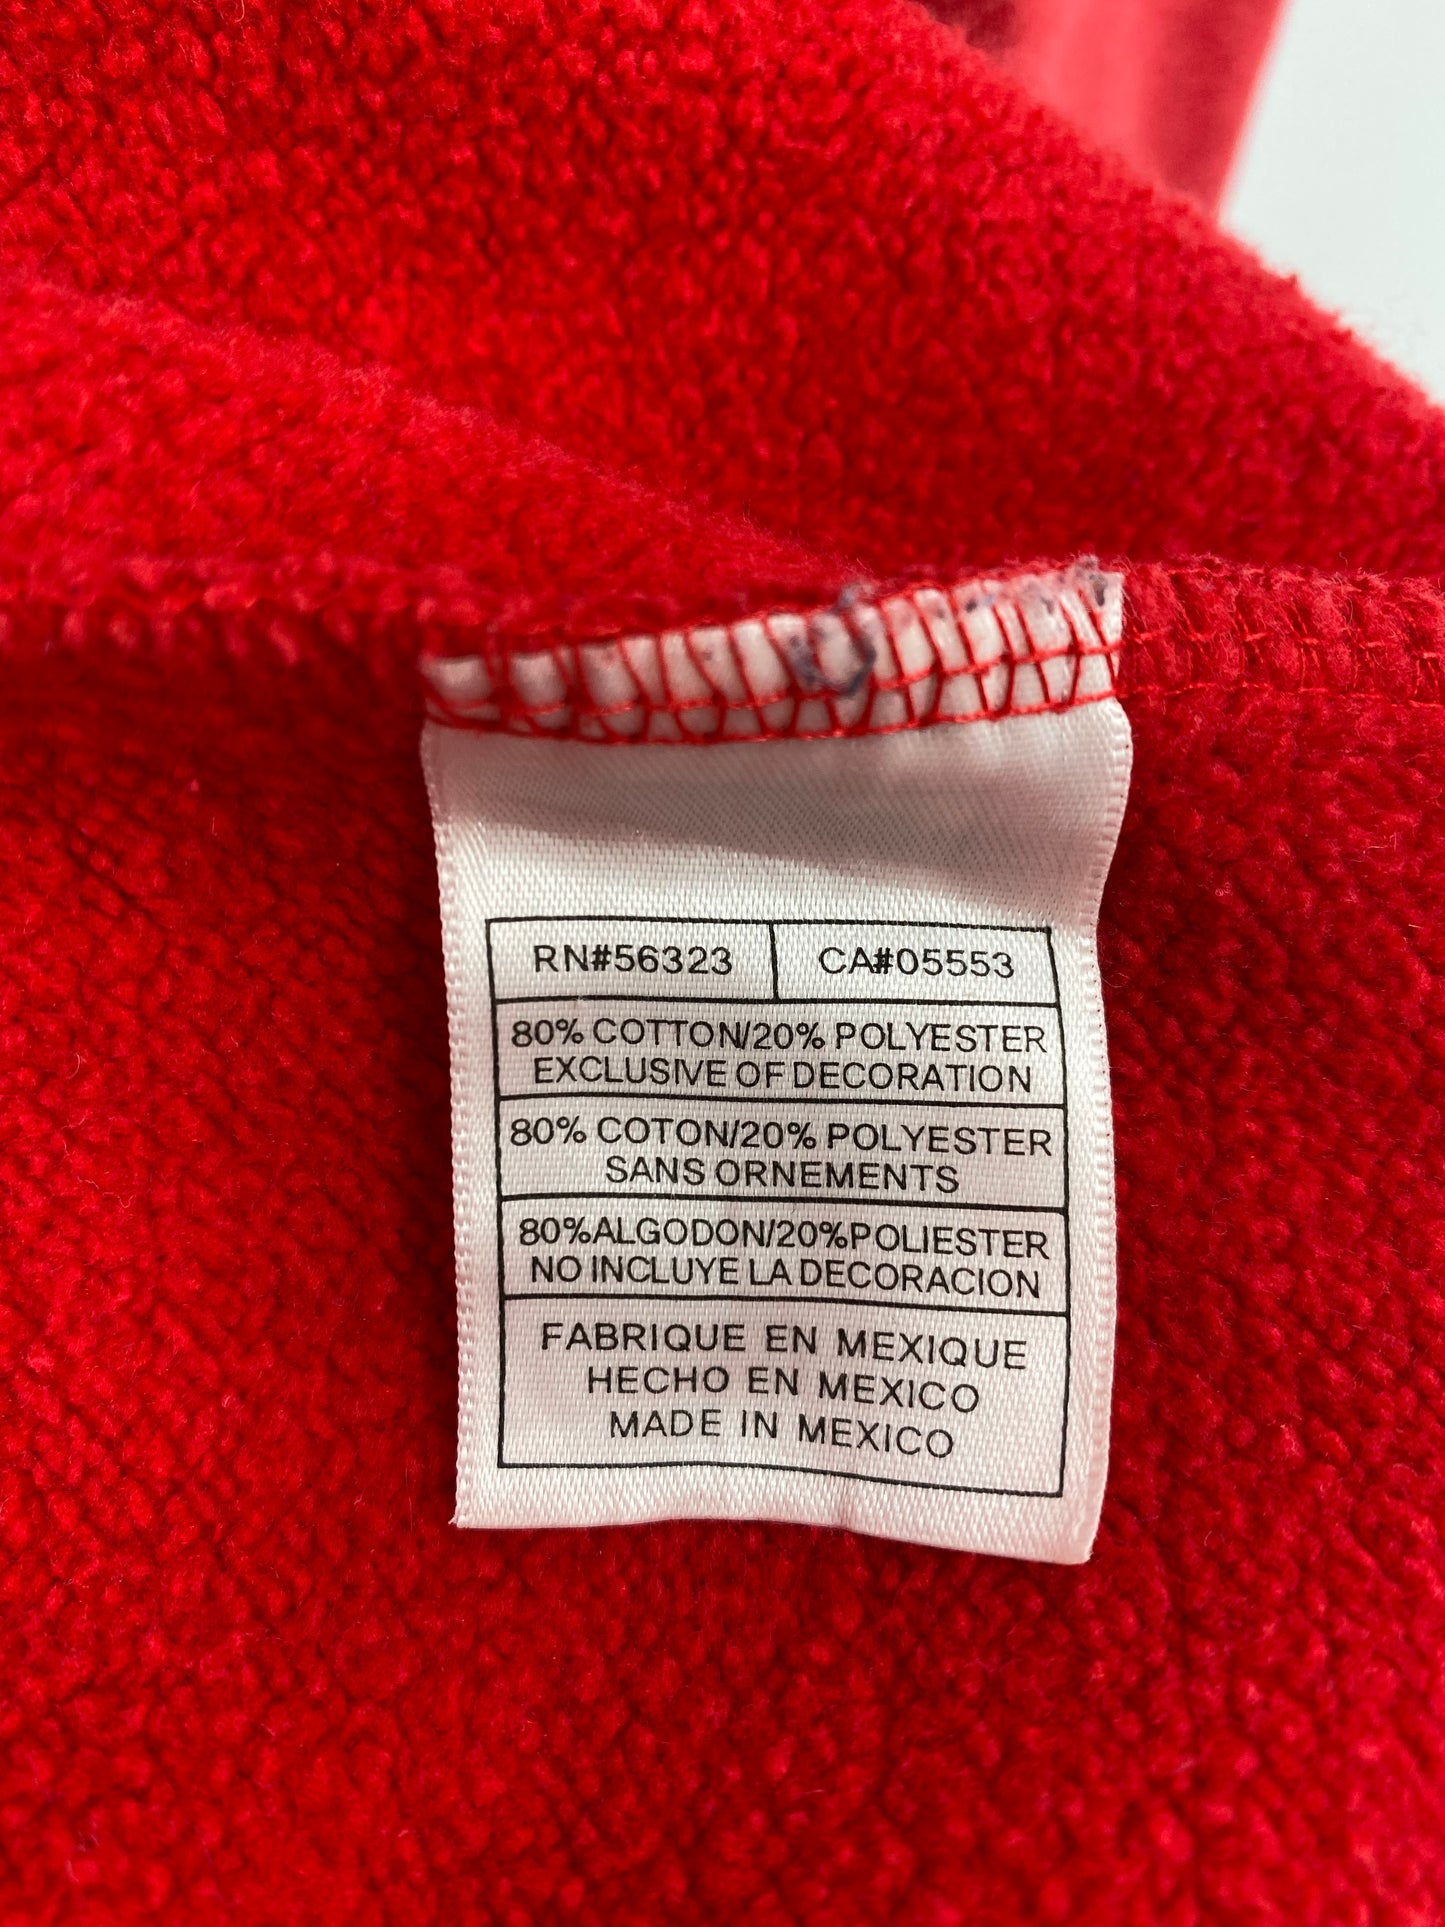 RN#56323 CA#05553
80% COTTON/20% POLYESTER
EXCLUSIVE OF DECORATION
80% COTON/20% POLYESTER
SANS ORNEMENTS
80%ALGODON/20%POLIESTER
NO INCLUYE LA DECORACION
FABRIQUE EN MEXIQUE
HECHO EN MEXICO
MADE IN MEXICO